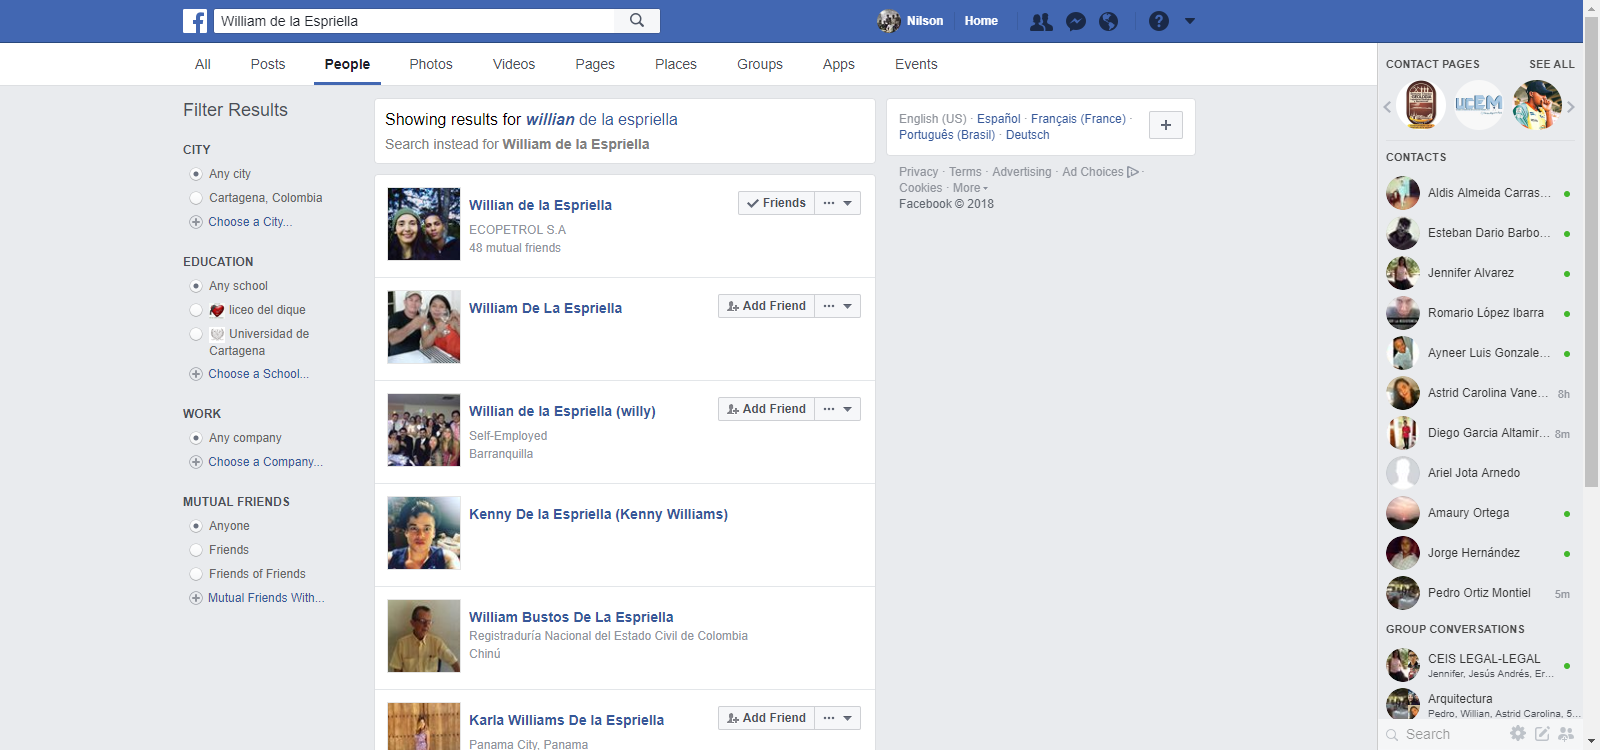 William de la Espriella
Nilson
Home
All
Posts
People
Photos
Videos
Pages
Places
Groups
Apps
Events
Filter Results
CITY
Any city
Cartagena, Colombia
Choose a City...
EDUCATION
Any school
liceo del dique
Universidad de
Cartagena
Choose a School...
WORK
Any company
Choose a Company...
MUTUAL FRIENDS
Anyone
Friends
Friends of Friends
Mutual Friends With...
Showing results for willian de la espriella
Search instead for William de la Espriella
Willian de la Espriella
ECOPETROL S.A
48 mutual friends
Friends
William De La Espriella
Add Friend
Willian de la Espriella (willy)
Self-Employed
Barranquilla
Add Friend
Kenny De la Espriella (Kenny Williams)
William Bustos De La Espriella
Registraduría Nacional del Estado Civil de Colombia
Chinú
Karla Williams De la Espriella
Panama City, Panama
Add Friend
English (US) · Español · Français (France) ·
Português (Brasil) · Deutsch
Privacy · Terms · Advertising · Ad Choices ·
Cookies · More
Facebook © 2018
CONTACT PAGES
SEE ALL
UCEM
CONTACTS
Aldis Almeida Carras...
Esteban Dario Barbo...
Jennifer Alvarez
Romario López Ibarra
Ayneer Luis Gonzale...
Astrid Carolina Vane... 8h
Diego Garcia Altamir... 8m
Ariel Jota Arnedo
Amaury Ortega
Jorge Hernández
Pedro Ortiz Montiel 5m
GROUP CONVERSATIONS
CEIS LEGAL-LEGAL
Jennifer, Jesús Andrés, Er...
Arquitectura
Pedro, Willian, Astrid Carolina, 5...
Search